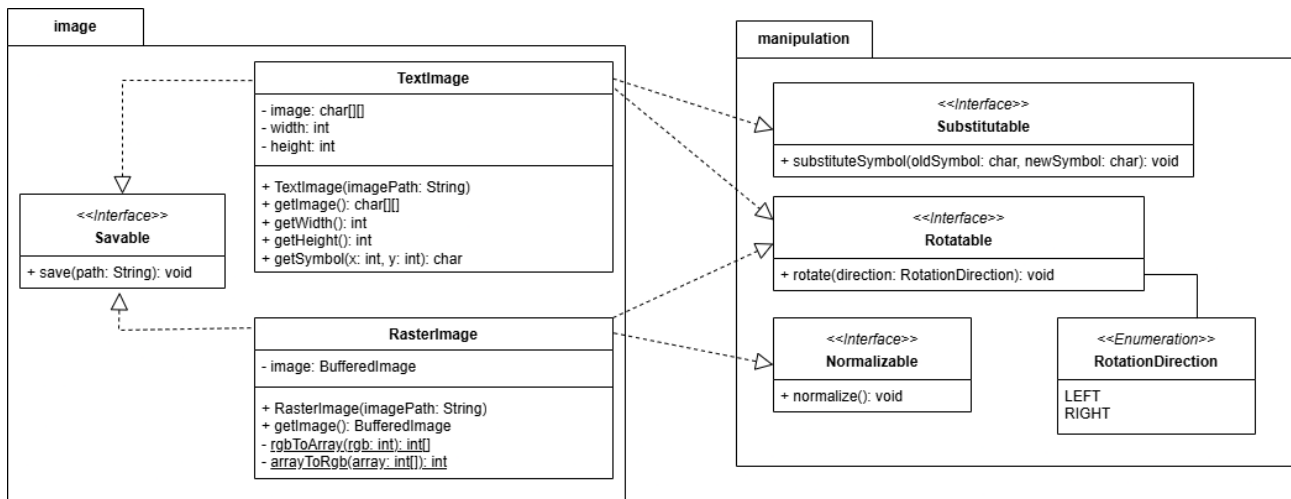 image
TextImage
- image: char[][]
- width: int
- height: int
+ TextImage(imagePath: String)
+ getImage(): char[][]
+ getWidth(): int
+ getHeight(): int
+ getSymbol(x: int, y: int): char
<<Interface>>
Savable
+ save(path: String): void
RasterImage
- image: BufferedImage
+ RasterImage(imagePath: String)
+ getImage(): BufferedImage
- rgbToArray(rgb: int): int[]
- arrayToRgb(array: int[]): int
manipulation
<<Interface>>
Substitutable
+ substituteSymbol(oldSymbol: char, newSymbol: char): void
<<Interface>>
Rotatable
+ rotate(direction: RotationDirection): void
<<Interface>>
Normalizable
+ normalize(): void
<<Enumeration>>
RotationDirection
LEFT
RIGHT